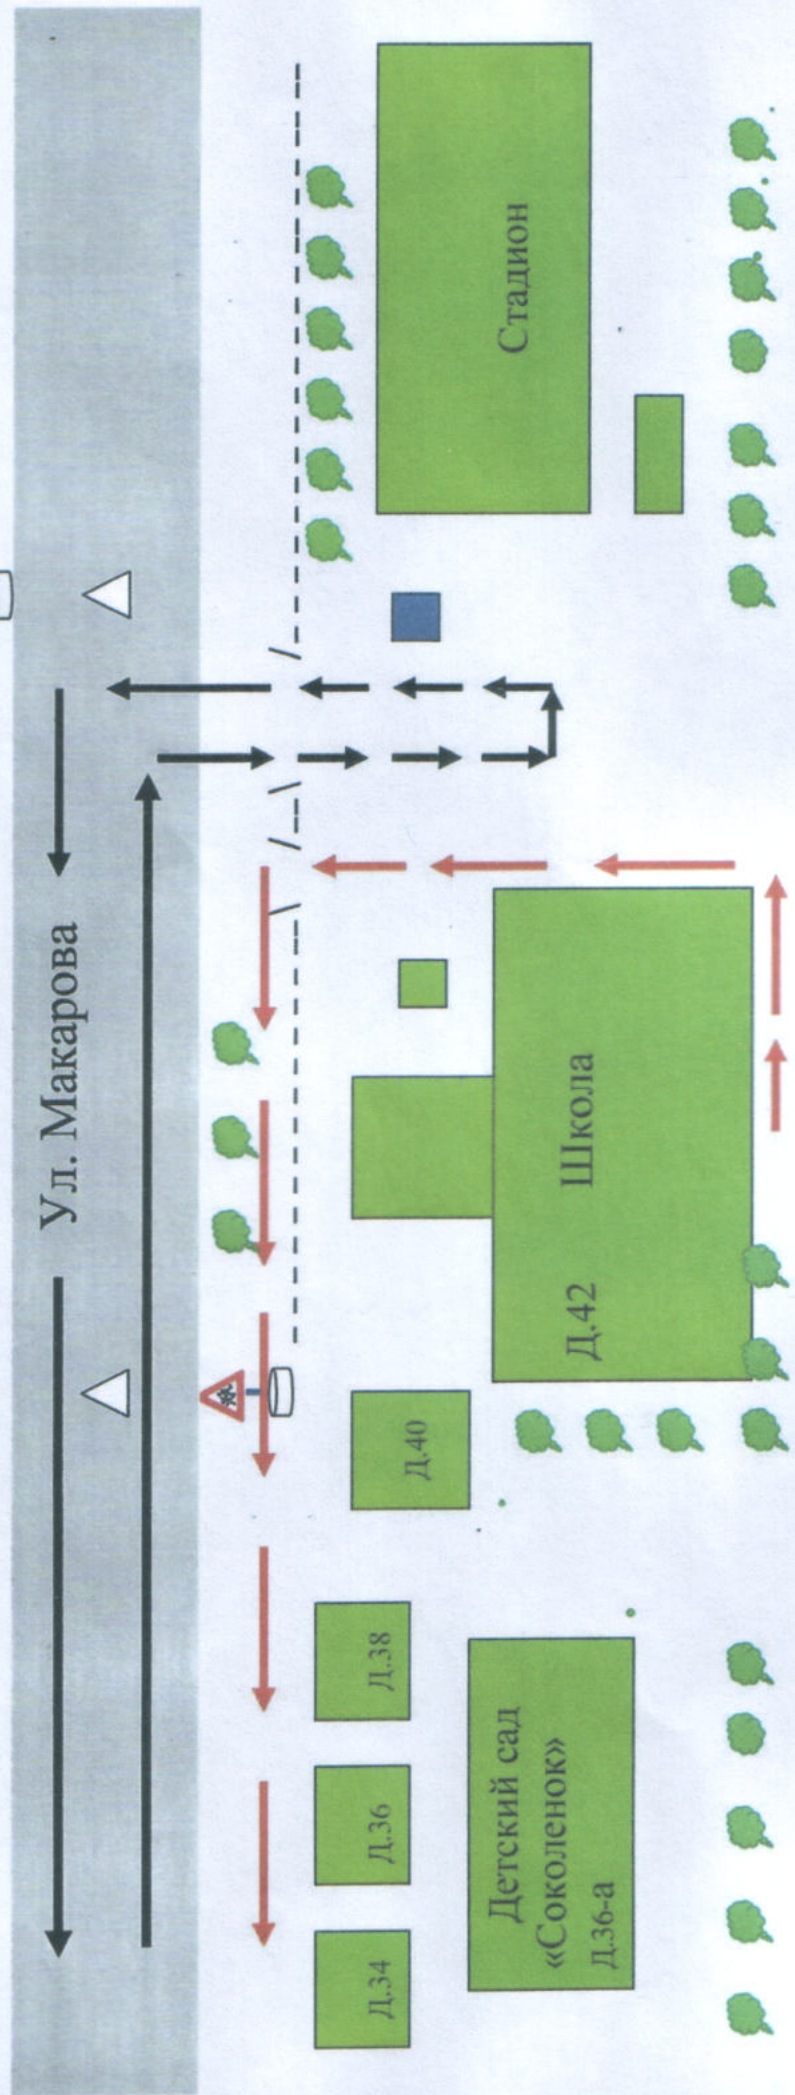 Ул. Макарова
Стадион
Школа
Д.42
Д.40
Д.38
Д.36
Д.34
Детский сад
«Соколенок»
Д.36-а